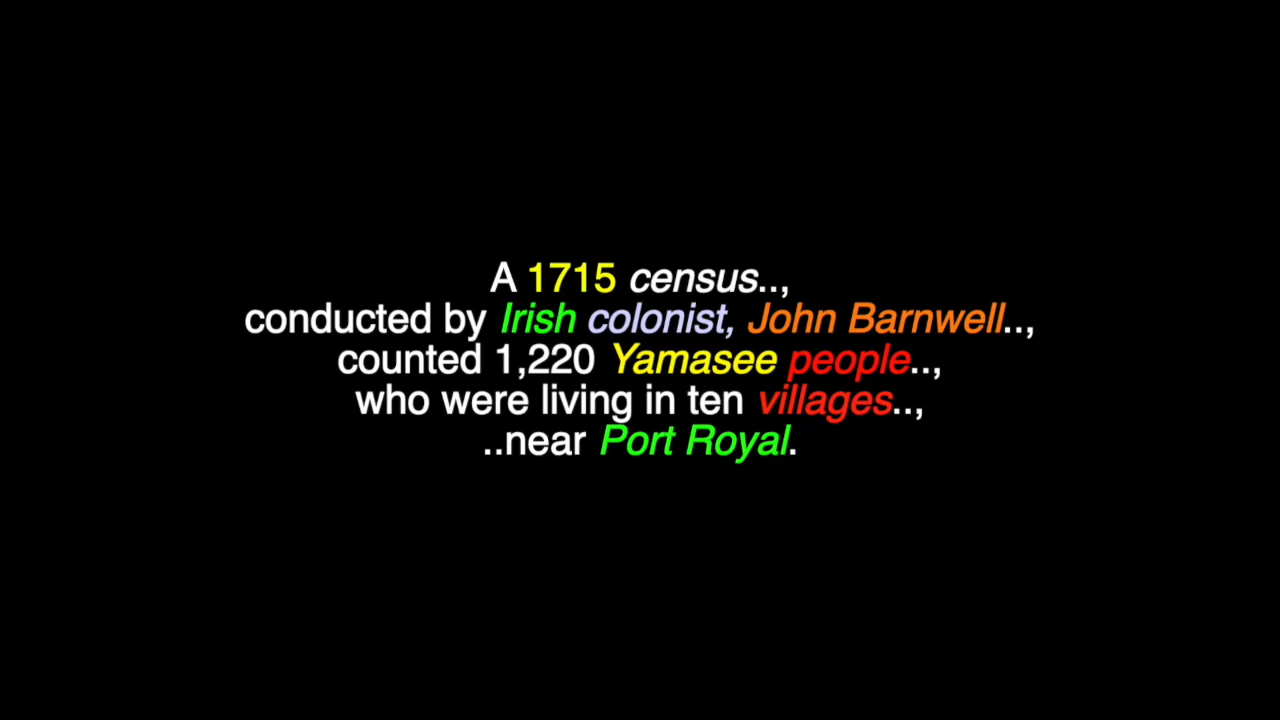 A 1715 census..,
conducted by Irish colonist, John Barnwell..,
counted 1,220 Yamasee people..,
who were living in ten villages..,
..near Port Royal.